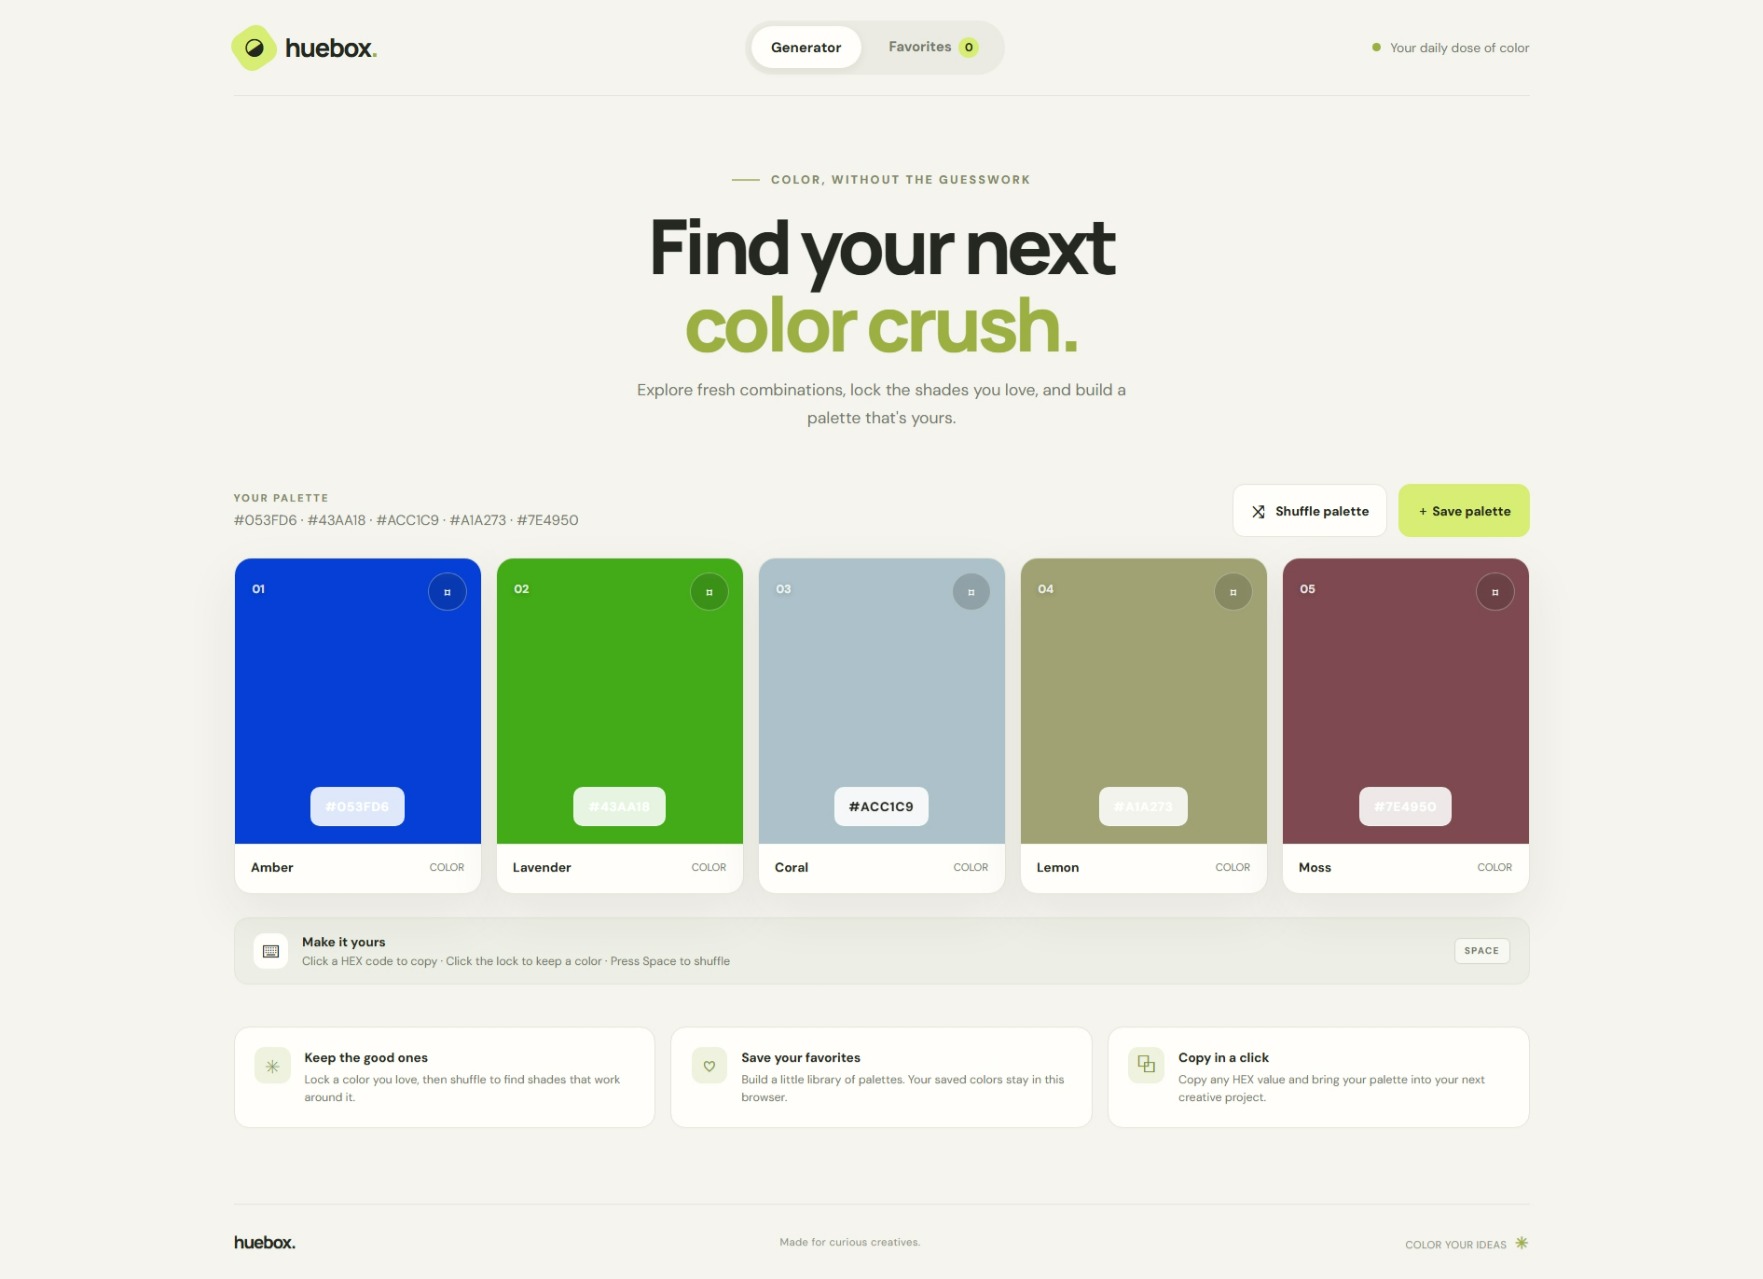 huebox.
Generator
Favorites 0
Your daily dose of color
COLOR, WITHOUT THE GUESSWORK
Find your next
color crush.
Explore fresh combinations, lock the shades you love, and build a
palette that's yours.
YOUR PALETTE
#053FD6 · #43AA18 · #ACC1C9 · #A1A273 · #7E4950
Shuffle palette
+ Save palette
01
02
03
04
05
#053FD6
#43AA18
#ACC1C9
#A1A273
#7E4950
Amber COLOR
Lavender COLOR
Coral COLOR
Lemon COLOR
Moss COLOR
Make it yours
Click a HEX code to copy · Click the lock to keep a color · Press Space to shuffle
SPACE
Keep the good ones
Lock a color you love, then shuffle to find shades that work
around it.
Save your favorites
Build a little library of palettes. Your saved colors stay in this
browser.
Copy in a click
Copy any HEX value and bring your palette into your next
creative project.
huebox.
Made for curious creatives.
COLOR YOUR IDEAS